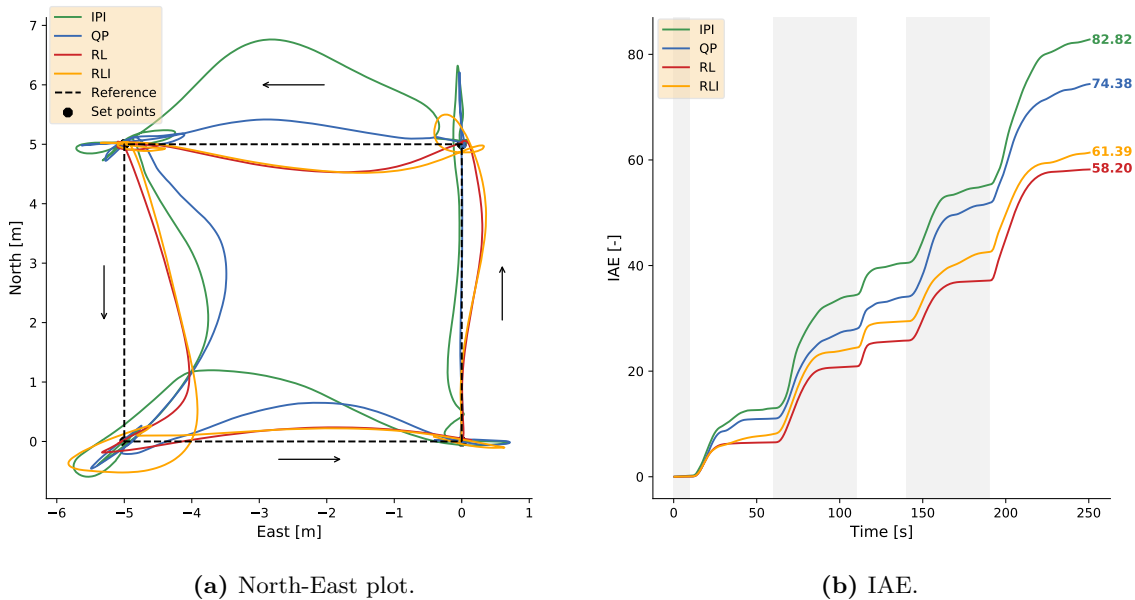 IPI
QP
RL
RLI
Reference
Set points
7
6
5
4
3
2
1
0
North [m]
−6
−5
−4
−3
−2
−1
0
1
East [m]
(a) North-East plot.
IPI
QP
RL
RLI
80
60
40
20
0
IAE [-]
82.82
74.38
61.39
58.20
0
50
100
150
200
250
Time [s]
(b) IAE.